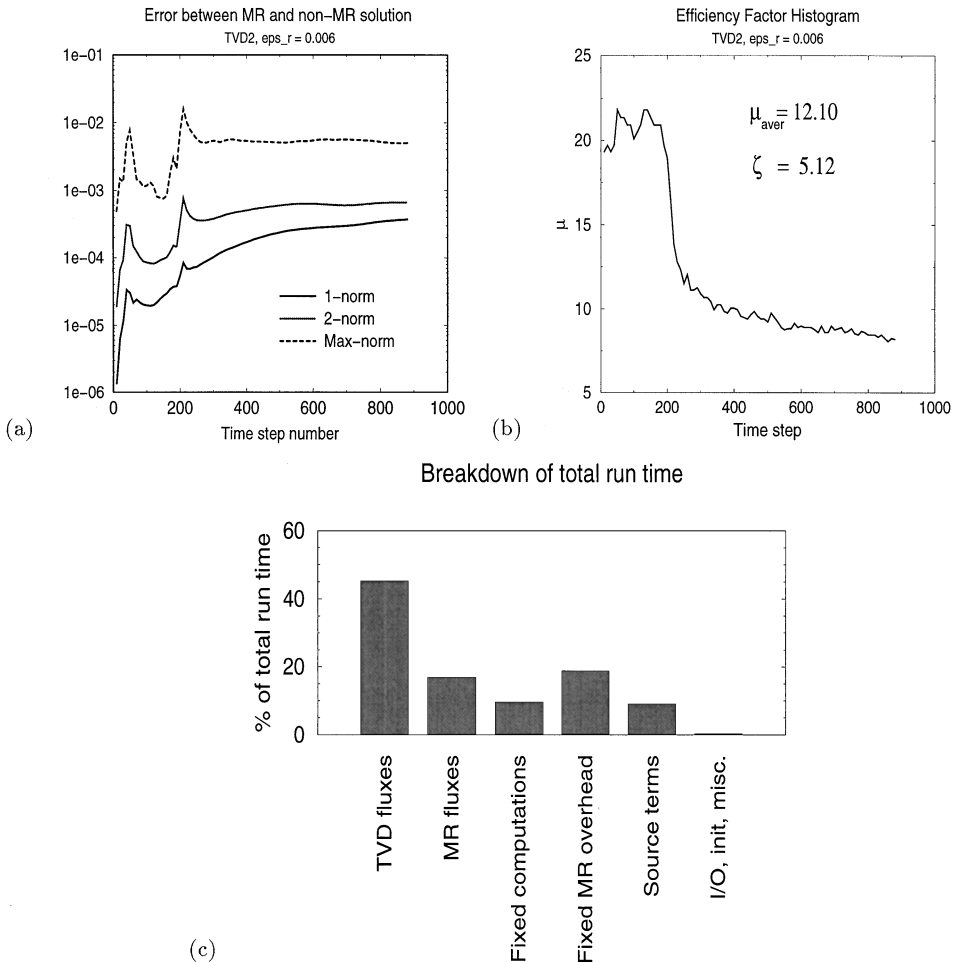 Error between MR and non−MR solution
TVD2, eps_r = 0.006
1e−01
1e−02
1e−03
1e−04
1e−05
1e−06
0
200
400
600
800
1000
Time step number
1−norm
2−norm
Max−norm
(a)
Efficiency Factor Histogram
TVD2, eps_r = 0.006
25
20
15
10
5
μ
μaver = 12.10
ζ = 5.12
0
200
400
600
800
1000
Time step
(b)
Breakdown of total run time
% of total run time
60
40
20
0
TVD fluxes
MR fluxes
Fixed computations
Fixed MR overhead
Source terms
I/O, init, misc.
(c)